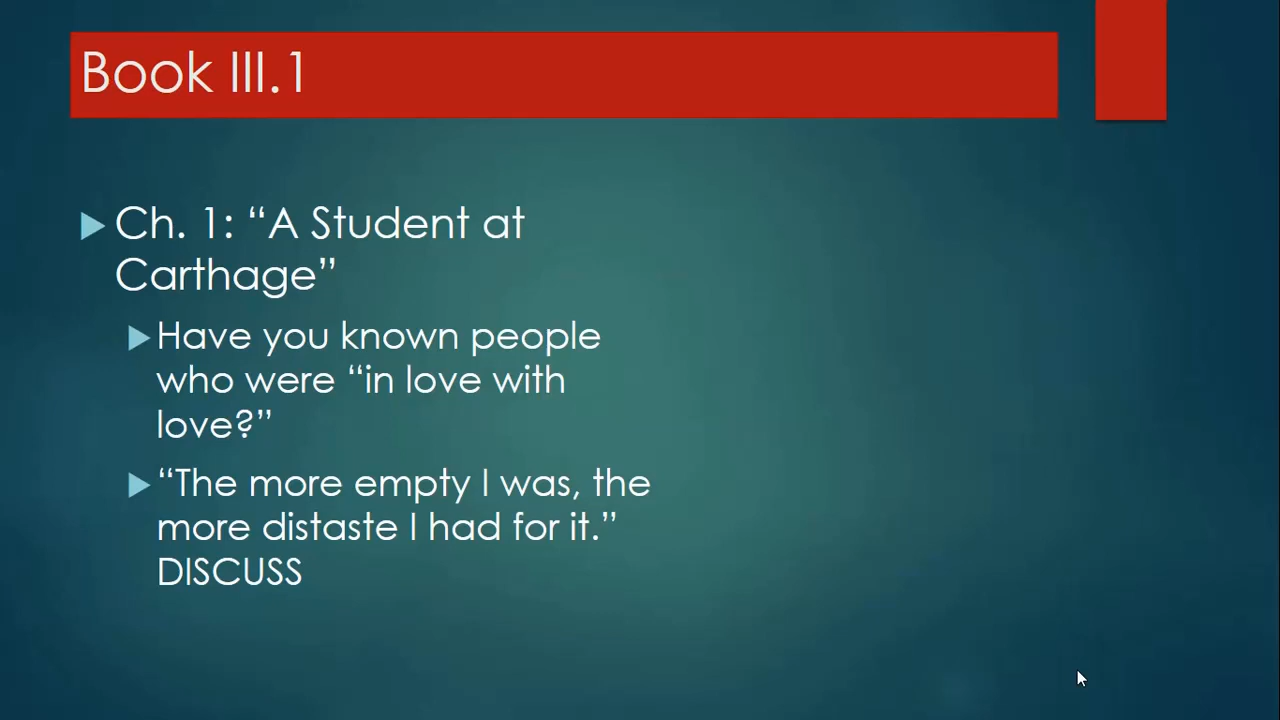 Book III.1
Ch. 1: “A Student at
Carthage”
Have you known people
who were “in love with
love?”
“The more empty I was, the
more distaste I had for it.”
DISCUSS